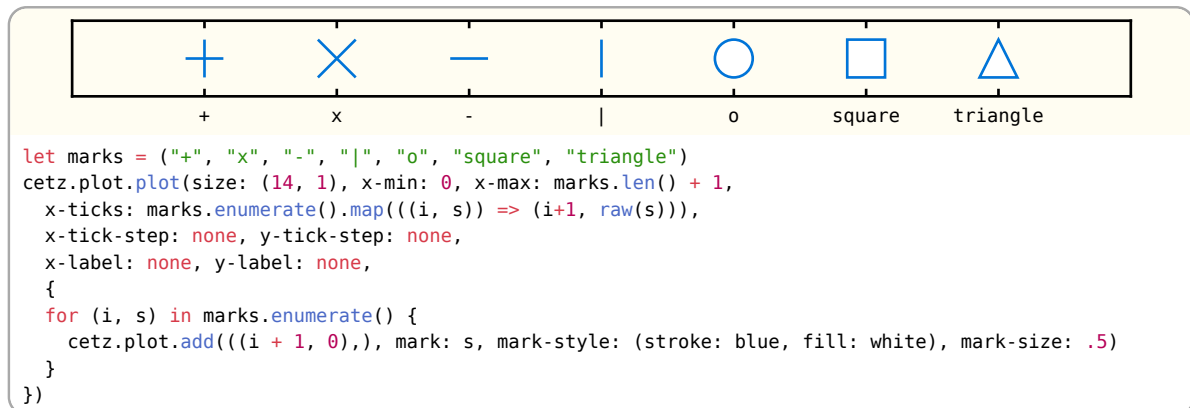 + x - | o square triangle
let marks = ("+", "x", "-", "|", "o", "square", "triangle")
cetz.plot.plot(size: (14, 1), x-min: 0, x-max: marks.len() + 1,
  x-ticks: marks.enumerate().map(((i, s)) => (i+1, raw(s))),
  x-tick-step: none, y-tick-step: none,
  x-label: none, y-label: none,
  {
  for (i, s) in marks.enumerate() {
    cetz.plot.add(((i + 1, 0),), mark: s, mark-style: (stroke: blue, fill: white), mark-size: .5)
  }
})